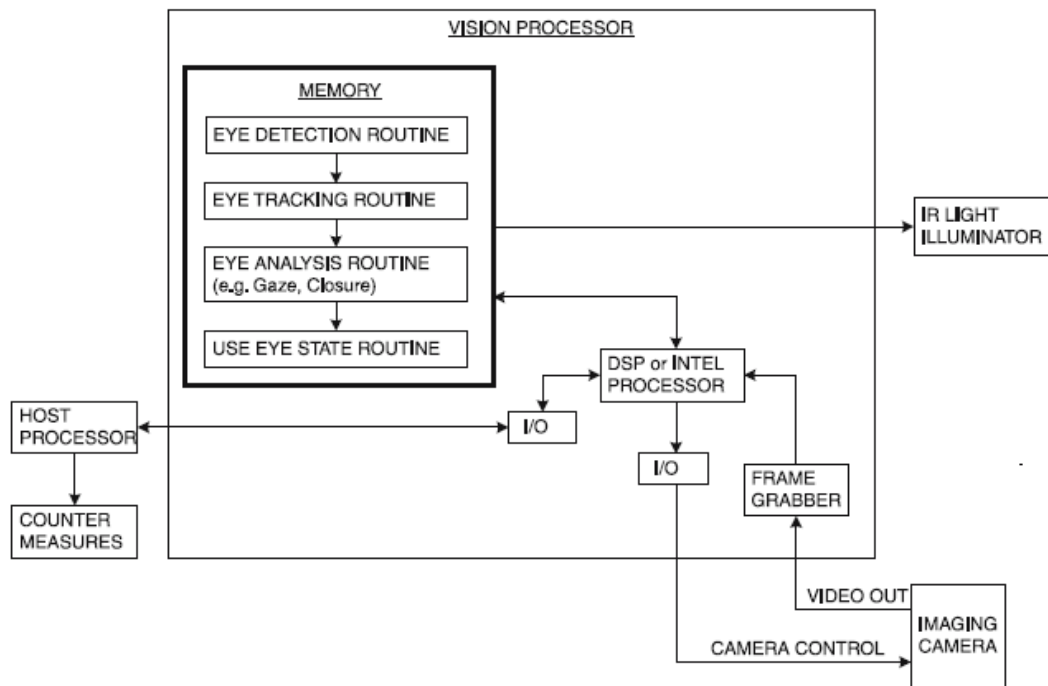 VISION PROCESSOR
MEMORY
EYE DETECTION ROUTINE
EYE TRACKING ROUTINE
EYE ANALYSIS ROUTINE
(e.g. Gaze, Closure)
USE EYE STATE ROUTINE
IR LIGHT
ILLUMINATOR
DSP or INTEL
PROCESSOR
HOST
PROCESSOR
I/O
I/O
FRAME
GRABBER
COUNTER
MEASURES
VIDEO OUT
IMAGING
CAMERA
CAMERA CONTROL